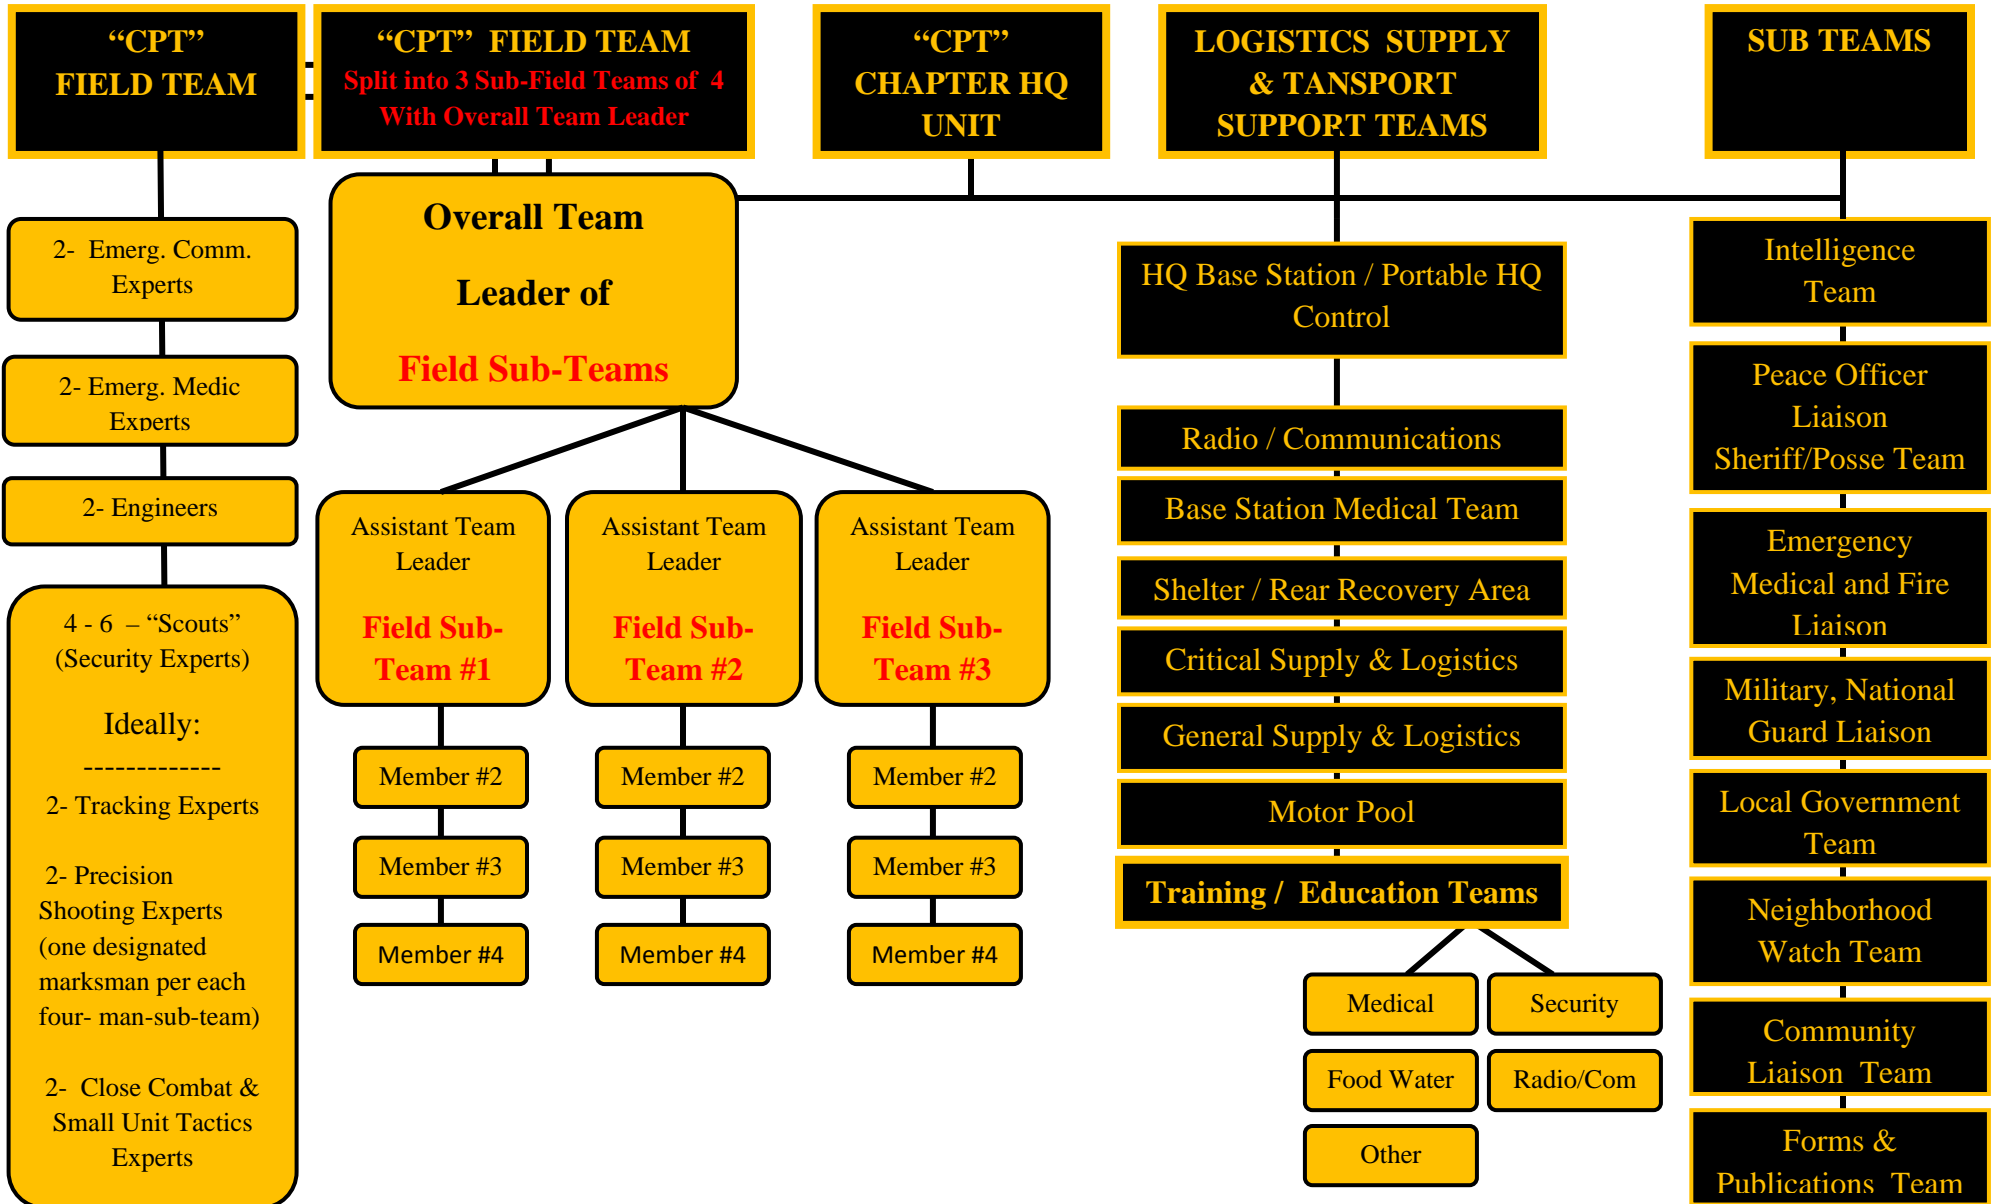 “CPT”
FIELD TEAM
“CPT” FIELD TEAM
Split into 3 Sub-Field Teams of 4
With Overall Team Leader
“CPT”
CHAPTER HQ
UNIT
LOGISTICS SUPPLY
& TANSPORT
SUPPORT TEAMS
SUB TEAMS
2- Emerg. Comm.
Experts
2- Emerg. Medic
Experts
2- Engineers
4 - 6 – “Scouts”
(Security Experts)
Ideally:
-------------
2- Tracking Experts
2- Precision
Shooting Experts
(one designated
marksman per each
four- man-sub-team)
2- Close Combat &
Small Unit Tactics
Experts
Overall Team
Leader of
Field Sub-Teams
Assistant Team
Leader
Field Sub-
Team #1
Member #2
Member #3
Member #4
Assistant Team
Leader
Field Sub-
Team #2
Member #2
Member #3
Member #4
Assistant Team
Leader
Field Sub-
Team #3
Member #2
Member #3
Member #4
HQ Base Station / Portable HQ
Control
Radio / Communications
Base Station Medical Team
Shelter / Rear Recovery Area
Critical Supply & Logistics
General Supply & Logistics
Motor Pool
Training / Education Teams
Medical
Security
Food Water
Radio/Com
Other
Intelligence
Team
Peace Officer
Liaison
Sheriff/Posse Team
Emergency
Medical and Fire
Liaison
Military, National
Guard Liaison
Local Government
Team
Neighborhood
Watch Team
Community
Liaison Team
Forms &
Publications Team